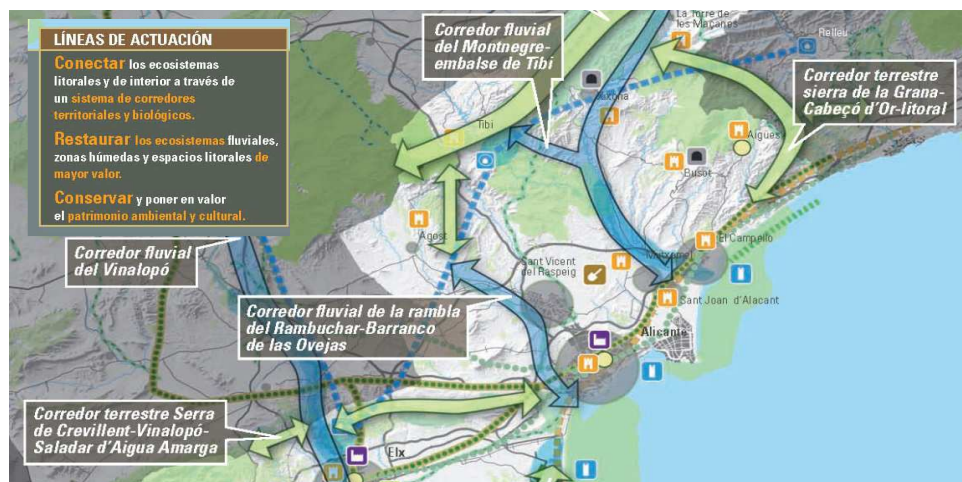 LÍNEAS DE ACTUACIÓN
Conectar los ecosistemas
litorales y de interior a través de
un sistema de corredores
territoriales y biológicos.
Restaurar los ecosistemas fluviales,
zonas húmedas y espacios litorales de
mayor valor.
Conservar y poner en valor
el patrimonio ambiental y cultural.
Corredor fluvial
del Montnegre-
embalse de Tibi
La Torre de
les Maçanes
Relleu
Corredor terrestre
sierra de la Grana-
Cabeçó d'Or-litoral
Tibi
Aigües
Busot
Agost
Corredor fluvial
del Vinalopó
Sant Vicent
del Raspeig
El Campello
Sant Joan d'Alacant
Corredor fluvial de la rambla
del Rambuchar-Barranco
de las Ovejas
Alicante
Corredor terrestre Serra
de Crevillent-Vinalopó-
Saladar d'Aigua Amarga
Elx